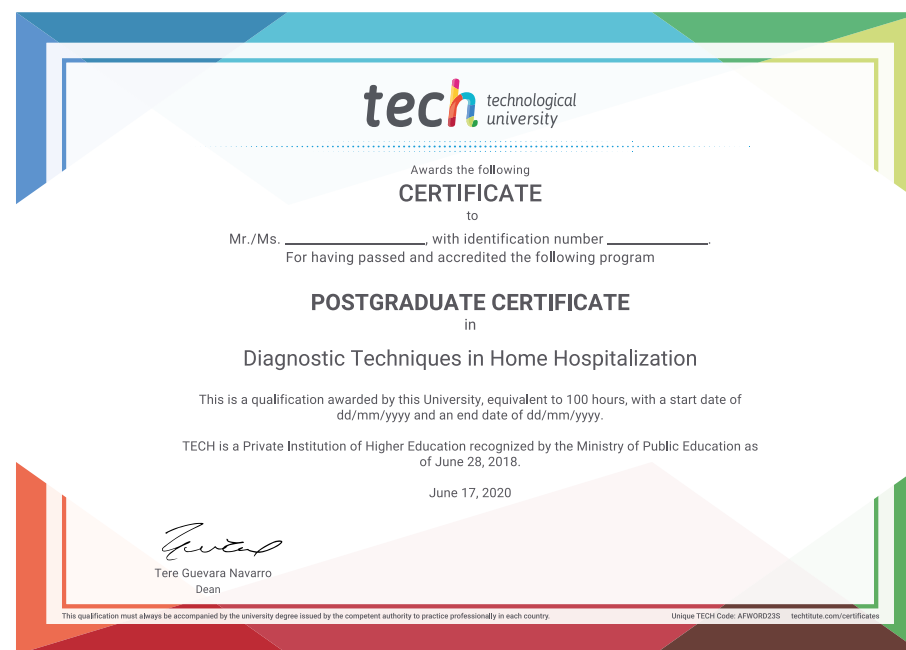 tech technological
university
Awards the following
CERTIFICATE
to
Mr./Ms. ____________________, with identification number ______________.
For having passed and accredited the following program
POSTGRADUATE CERTIFICATE
in
Diagnostic Techniques in Home Hospitalization
This is a qualification awarded by this University, equivalent to 100 hours, with a start date of
dd/mm/yyyy and an end date of dd/mm/yyyy.
TECH is a Private Institution of Higher Education recognized by the Ministry of Public Education as
of June 28, 2018.
June 17, 2020
Tere Guevara Navarro
Dean
This qualification must always be accompanied by the university degree issued by the competent authority to practice professionally in each country.
Unique TECH Code: AFWORD23S techtitute.com/certificates